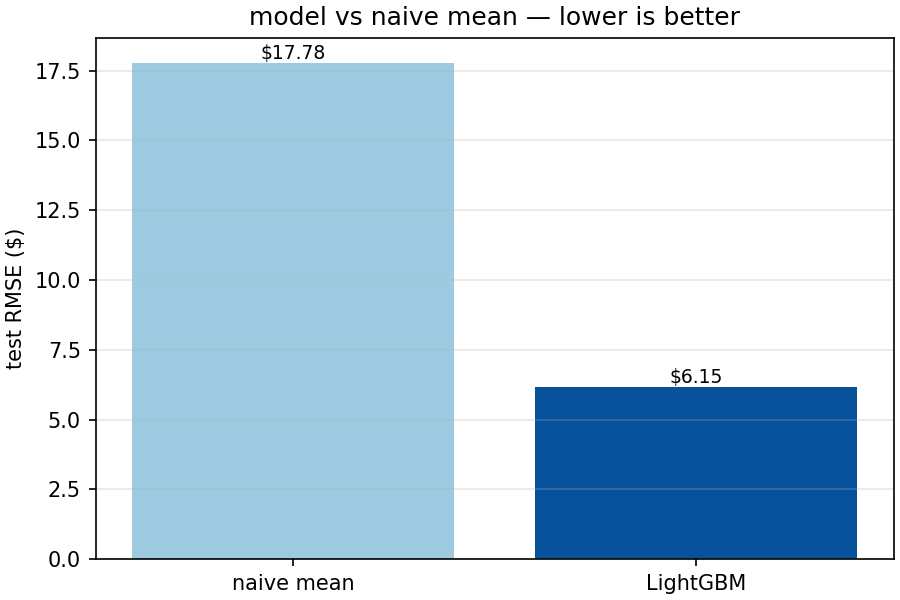 model vs naive mean — lower is better
test RMSE ($)
17.5
15.0
12.5
10.0
7.5
5.0
2.5
0.0
$17.78
$6.15
naive mean
LightGBM